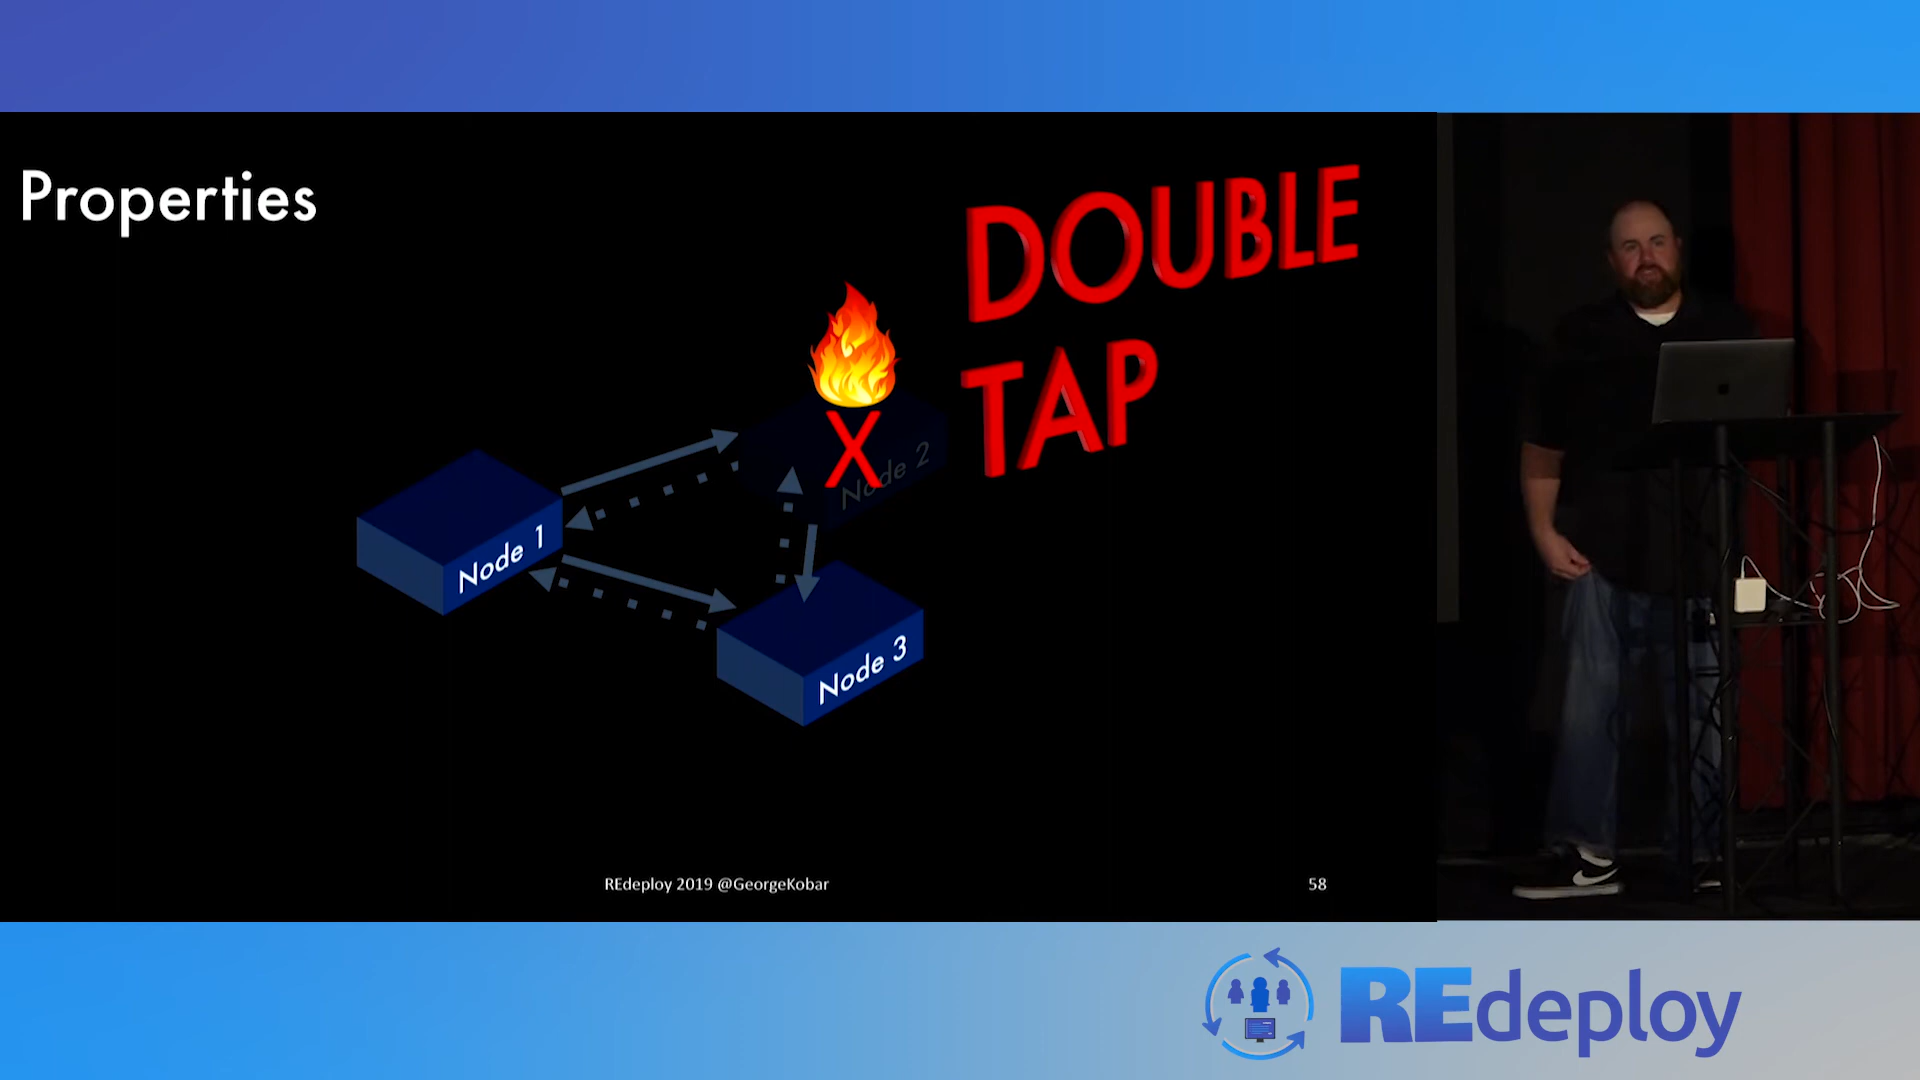 Properties
DOUBLE
TAP
X
Node 2
Node 1
Node 3
REdeploy 2019 @GeorgeKobar
58
REdeploy